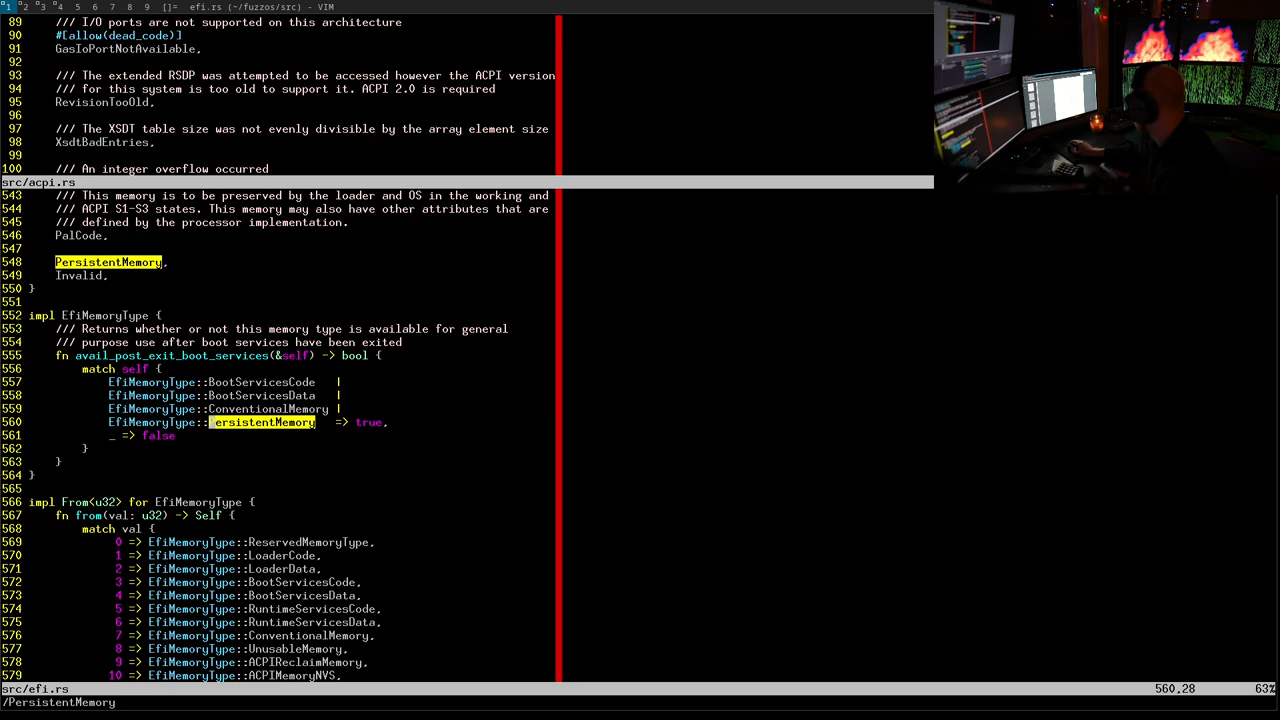 1 2 3 4 5 6 7 8 9 []= efi.rs (~/fuzzos/src) - VIM
89 /// I/O ports are not supported on this architecture
90 #[allow(dead_code)]
91 GasIoPortNotAvailable,
92
93 /// The extended RSDP was attempted to be accessed however the ACPI version
94 /// for this system is too old to support it. ACPI 2.0 is required
95 RevisionTooOld,
96
97 /// The XSDT table size was not evenly divisible by the array element size
98 XsdtBadEntries,
99
100 /// An integer overflow occurred
src/acpi.rs
543 /// This memory is to be preserved by the loader and OS in the working and
544 /// ACPI S1-S3 states. This memory may also have other attributes that are
545 /// defined by the processor implementation.
546 PalCode,
547
548 PersistentMemory,
549 Invalid,
550 }
551
552 impl EfiMemoryType {
553 /// Returns whether or not this memory type is available for general
554 /// purpose use after boot services have been exited
555 fn avail_post_exit_boot_services(&self) -> bool {
556 match self {
557 EfiMemoryType::BootServicesCode |
558 EfiMemoryType::BootServicesData |
559 EfiMemoryType::ConventionalMemory |
560 EfiMemoryType::PersistentMemory => true,
561 _ => false
562 }
563 }
564 }
565
566 impl From<u32> for EfiMemoryType {
567 fn from(val: u32) -> Self {
568 match val {
569 0 => EfiMemoryType::ReservedMemoryType,
570 1 => EfiMemoryType::LoaderCode,
571 2 => EfiMemoryType::LoaderData,
572 3 => EfiMemoryType::BootServicesCode,
573 4 => EfiMemoryType::BootServicesData,
574 5 => EfiMemoryType::RuntimeServicesCode,
575 6 => EfiMemoryType::RuntimeServicesData,
576 7 => EfiMemoryType::ConventionalMemory,
577 8 => EfiMemoryType::UnusableMemory,
578 9 => EfiMemoryType::ACPIReclaimMemory,
579 10 => EfiMemoryType::ACPIMemoryNVS,
src/efi.rs 560,28 63%
/PersistentMemory